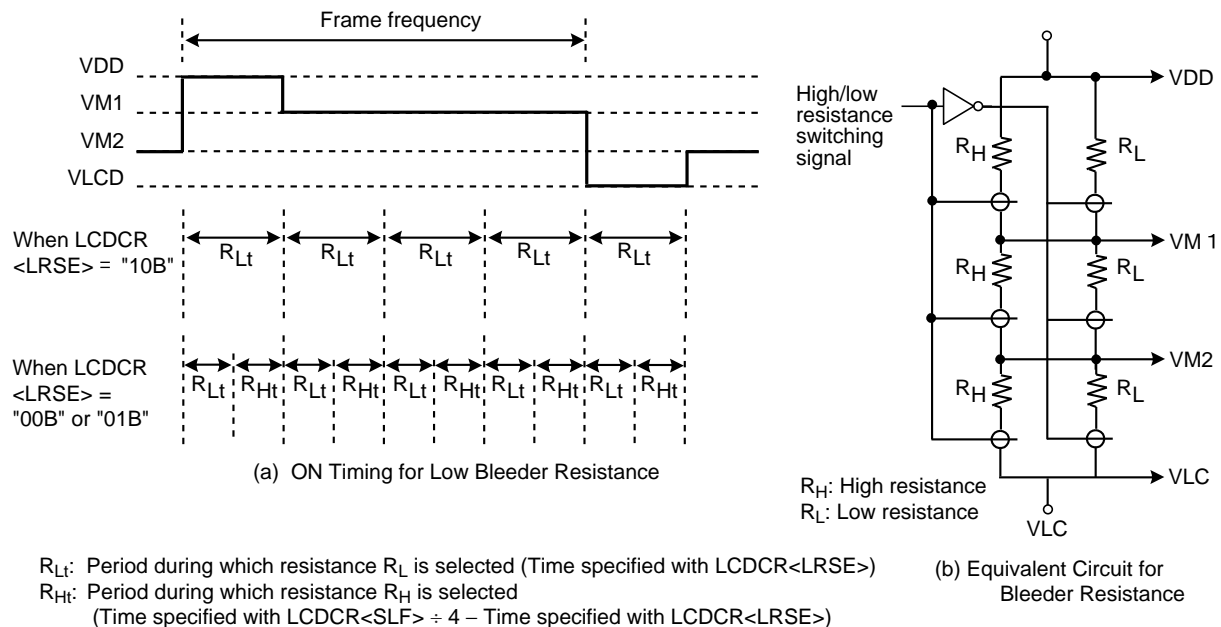 Frame frequency
VDD
VM1
VM2
VLCD
When LCDCR
<LRSE> = "10B"
RLt RLt RLt RLt RLt
When LCDCR
<LRSE> =
"00B" or "01B"
RLt RHt RLt RHt RLt RHt RLt RHt RLt RHt
(a) ON Timing for Low Bleeder Resistance
High/low
resistance
switching
signal
RH
RL
VDD
VM 1
RH
RL
VM2
RH
RL
VLC
RH: High resistance
RL: Low resistance
VLC
(b) Equivalent Circuit for
Bleeder Resistance
RLt: Period during which resistance RL is selected (Time specified with LCDCR<LRSE>)
RHt: Period during which resistance RH is selected
(Time specified with LCDCR<SLF> ÷ 4 – Time specified with LCDCR<LRSE>)